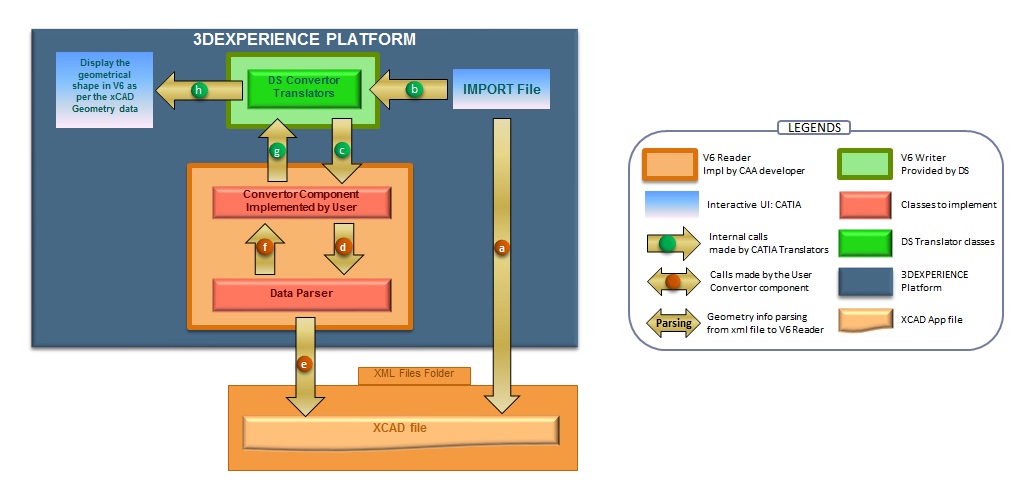 3DEXPERIENCE PLATFORM
Display the
geometrical
shape in V6 as
per the xCAD
Geometry data
h
DS Convertor
Translators
b
IMPORT File
g
c
Convertor Component
Implemented by User
f
d
a
Data Parser
e
XML Files Folder
XCAD file
LEGENDS
V6 Reader
Impl by CAA developer
V6 Writer
Provided by DS
Interactive UI: CATIA
Classes to implement
Internal calls
made by CATIA Translators
DS Translator classes
Calls made by the User
Convertor component
3DEXPERIENCE
Platform
Parsing
Geometry info parsing
from xml file to V6 Reader
XCAD App file